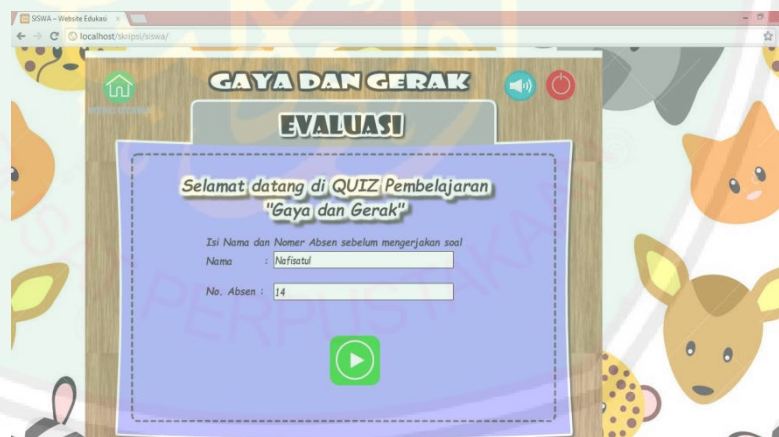 SISWA – Website Edukasi
localhost/skripsi/siswa/
GAYA DAN GERAK
EVALUASI
Selamat datang di QUIZ Pembelajaran
"Gaya dan Gerak"
Isi Nama dan Nomer Absen sebelum mengerjakan soal
Nama : Nafisatul
No. Absen : 14
PERPUSTAKAAN